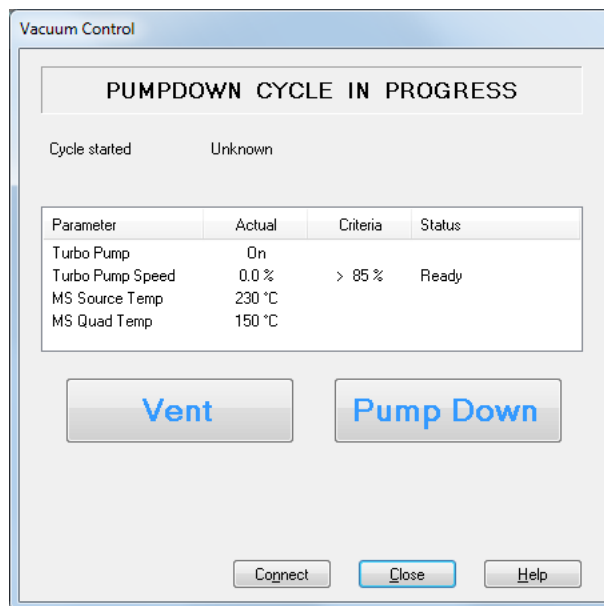 Vacuum Control
PUMPDOWN CYCLE IN PROGRESS
Cycle started Unknown
Parameter Actual Criteria Status
Turbo Pump On
Turbo Pump Speed 0.0 % > 85 % Ready
MS Source Temp 230 °C
MS Quad Temp 150 °C
Vent Pump Down
Connect Close Help